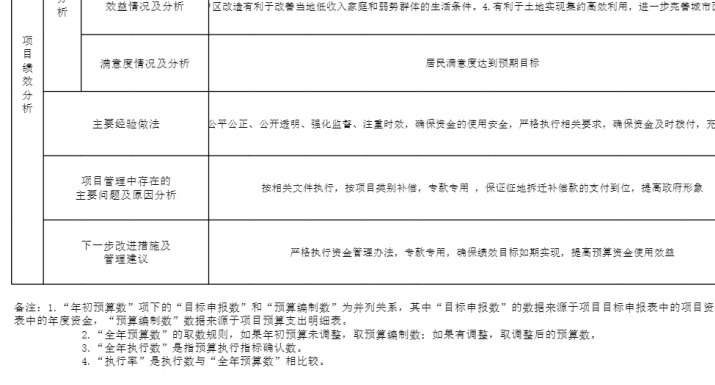 析
效益情况及分析
区改造有利于改善当地低收入家庭和弱势群体的生活条件。4.有利于土地实现集约高效利用，进一步完善城市
项目绩效分析
满意度情况及分析
居民满意度达到预期目标
主要经验做法
公平公正、公开透明、强化监督、注重时效，确保资金的使用安全，严格执行相关要求，确保资金及时拨付，充
项目管理中存在的
主要问题及原因分析
按相关文件执行，按项目类别补偿，专款专用 ，保证征地拆迁补偿款的支付到位，提高政府形象
下一步改进措施及
管理建议
严格执行资金管理办法，专款专用，确保绩效目标如期实现，提高预算资金使用效益
备注：1.“年初预算数”项下的“目标申报数”和“预算编制数”为并列关系，其中“目标申报数”的数据来源于项目目标申报表中的项目资
表中的年度资金，“预算编制数”数据来源于项目预算支出明细表。
2.“全年预算数”的取数规则，如果年初预算未调整，取预算编制数；如果有调整，取调整后的预算数。
3.“全年执行数”是指预算执行指标确认数。
4.“执行率”是执行数与“全年预算数”相比较。